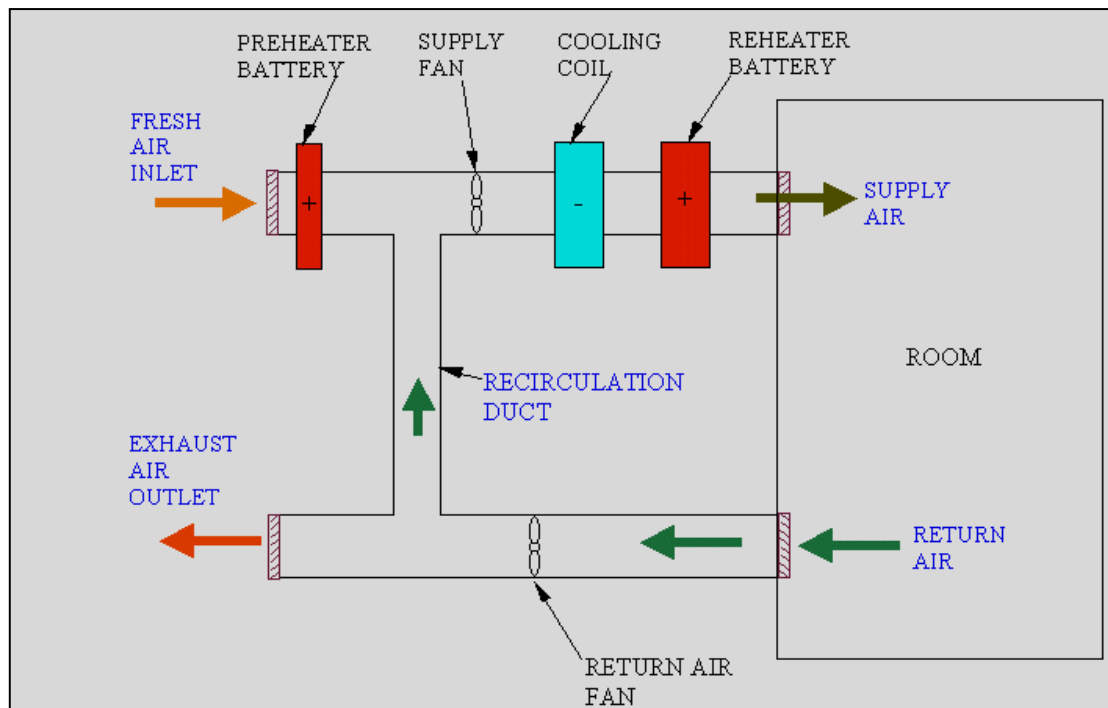 PREHEATER
BATTERY
SUPPLY
FAN
COOLING
COIL
REHEATER
BATTERY
FRESH
AIR
INLET
+
-
+
SUPPLY
AIR
ROOM
RECIRCULATION
DUCT
EXHAUST
AIR
OUTLET
RETURN
AIR
RETURN AIR
FAN